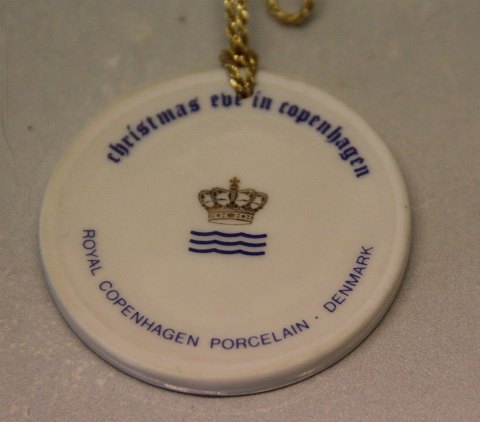 christmas eve in copenhagen
ROYAL COPENHAGEN PORCELAIN · DENMARK